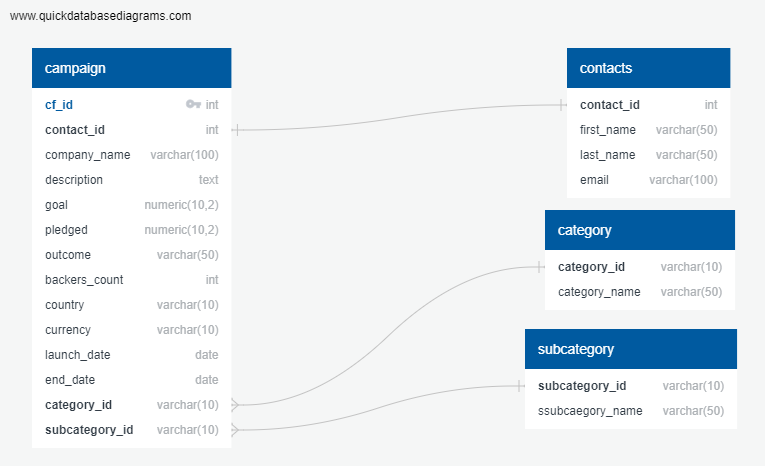 www.quickdatabasediagrams.com
campaign
cf_id int
contact_id int
company_name varchar(100)
description text
goal numeric(10,2)
pledged numeric(10,2)
outcome varchar(50)
backers_count int
country varchar(10)
currency varchar(10)
launch_date date
end_date date
category_id varchar(10)
subcategory_id varchar(10)
contacts
contact_id int
first_name varchar(50)
last_name varchar(50)
email varchar(100)
category
category_id varchar(10)
category_name varchar(50)
subcategory
subcategory_id varchar(10)
ssubcaegory_name varchar(50)